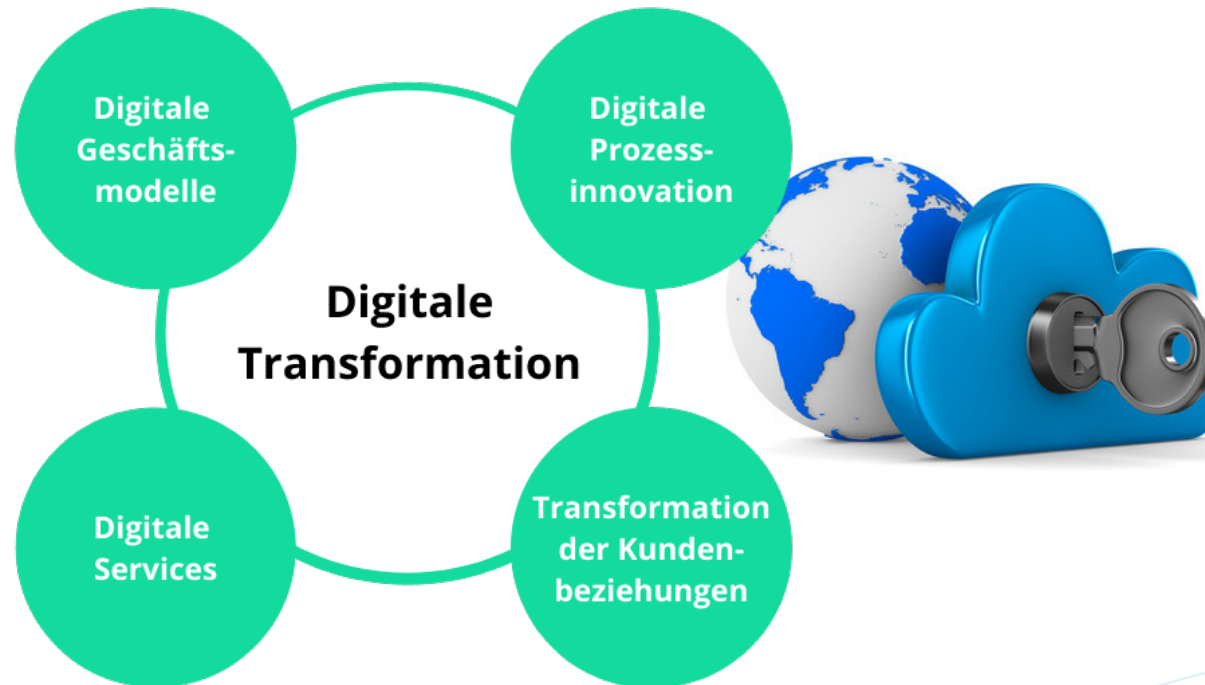 Digitale
Geschäfts-
modelle
Digitale
Prozess-
innovation
Digitale
Transformation
Digitale
Services
Transformation
der Kunden-
beziehungen